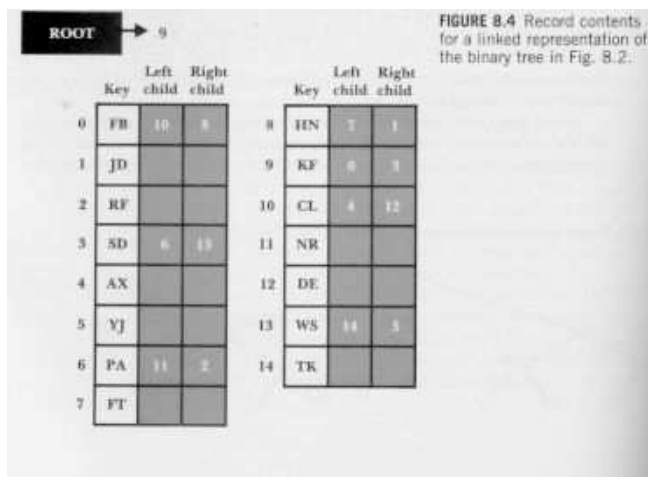 ROOT 9
FIGURE 8.4 Record contents
for a linked representation of
the binary tree in Fig. 8.2.
Left Right
Key child child
0 FB 10 8
1 JD
2 RF
3 SD 6 13
4 AX
5 YJ
6 PA 11 2
7 FT
Left Right
Key child child
8 HN 7 1
9 KF 0 3
10 CL 4 12
11 NR
12 DE
13 WS 14 5
14 TK